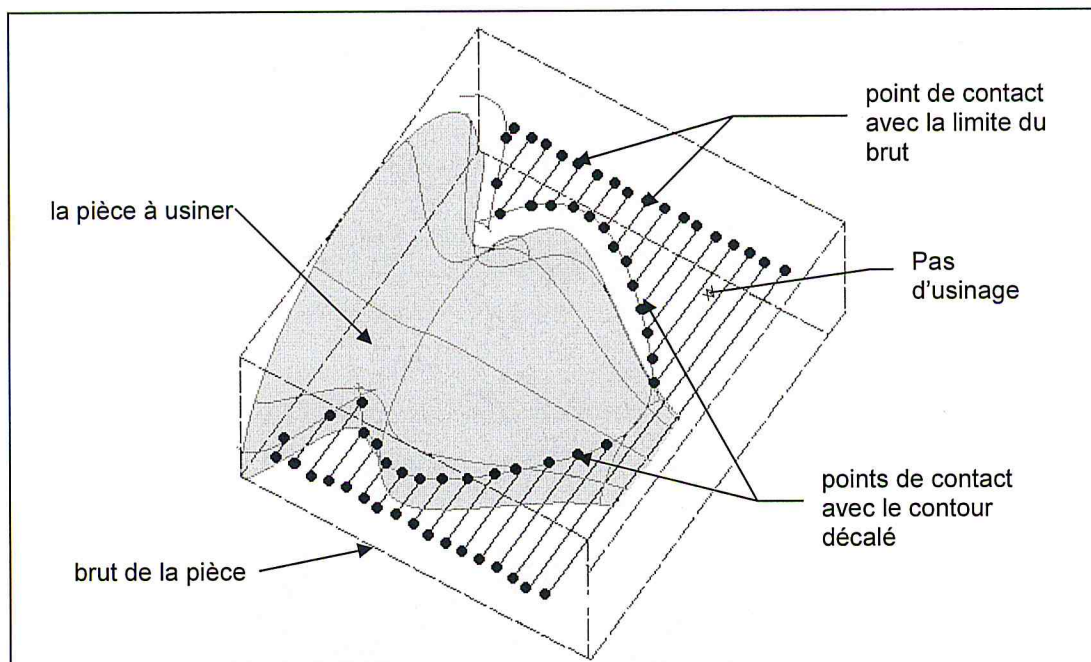 point de contact
avec la limite du
brut
la pièce à usiner
Pas
d'usinage
points de contact
avec le contour
décalé
brut de la pièce